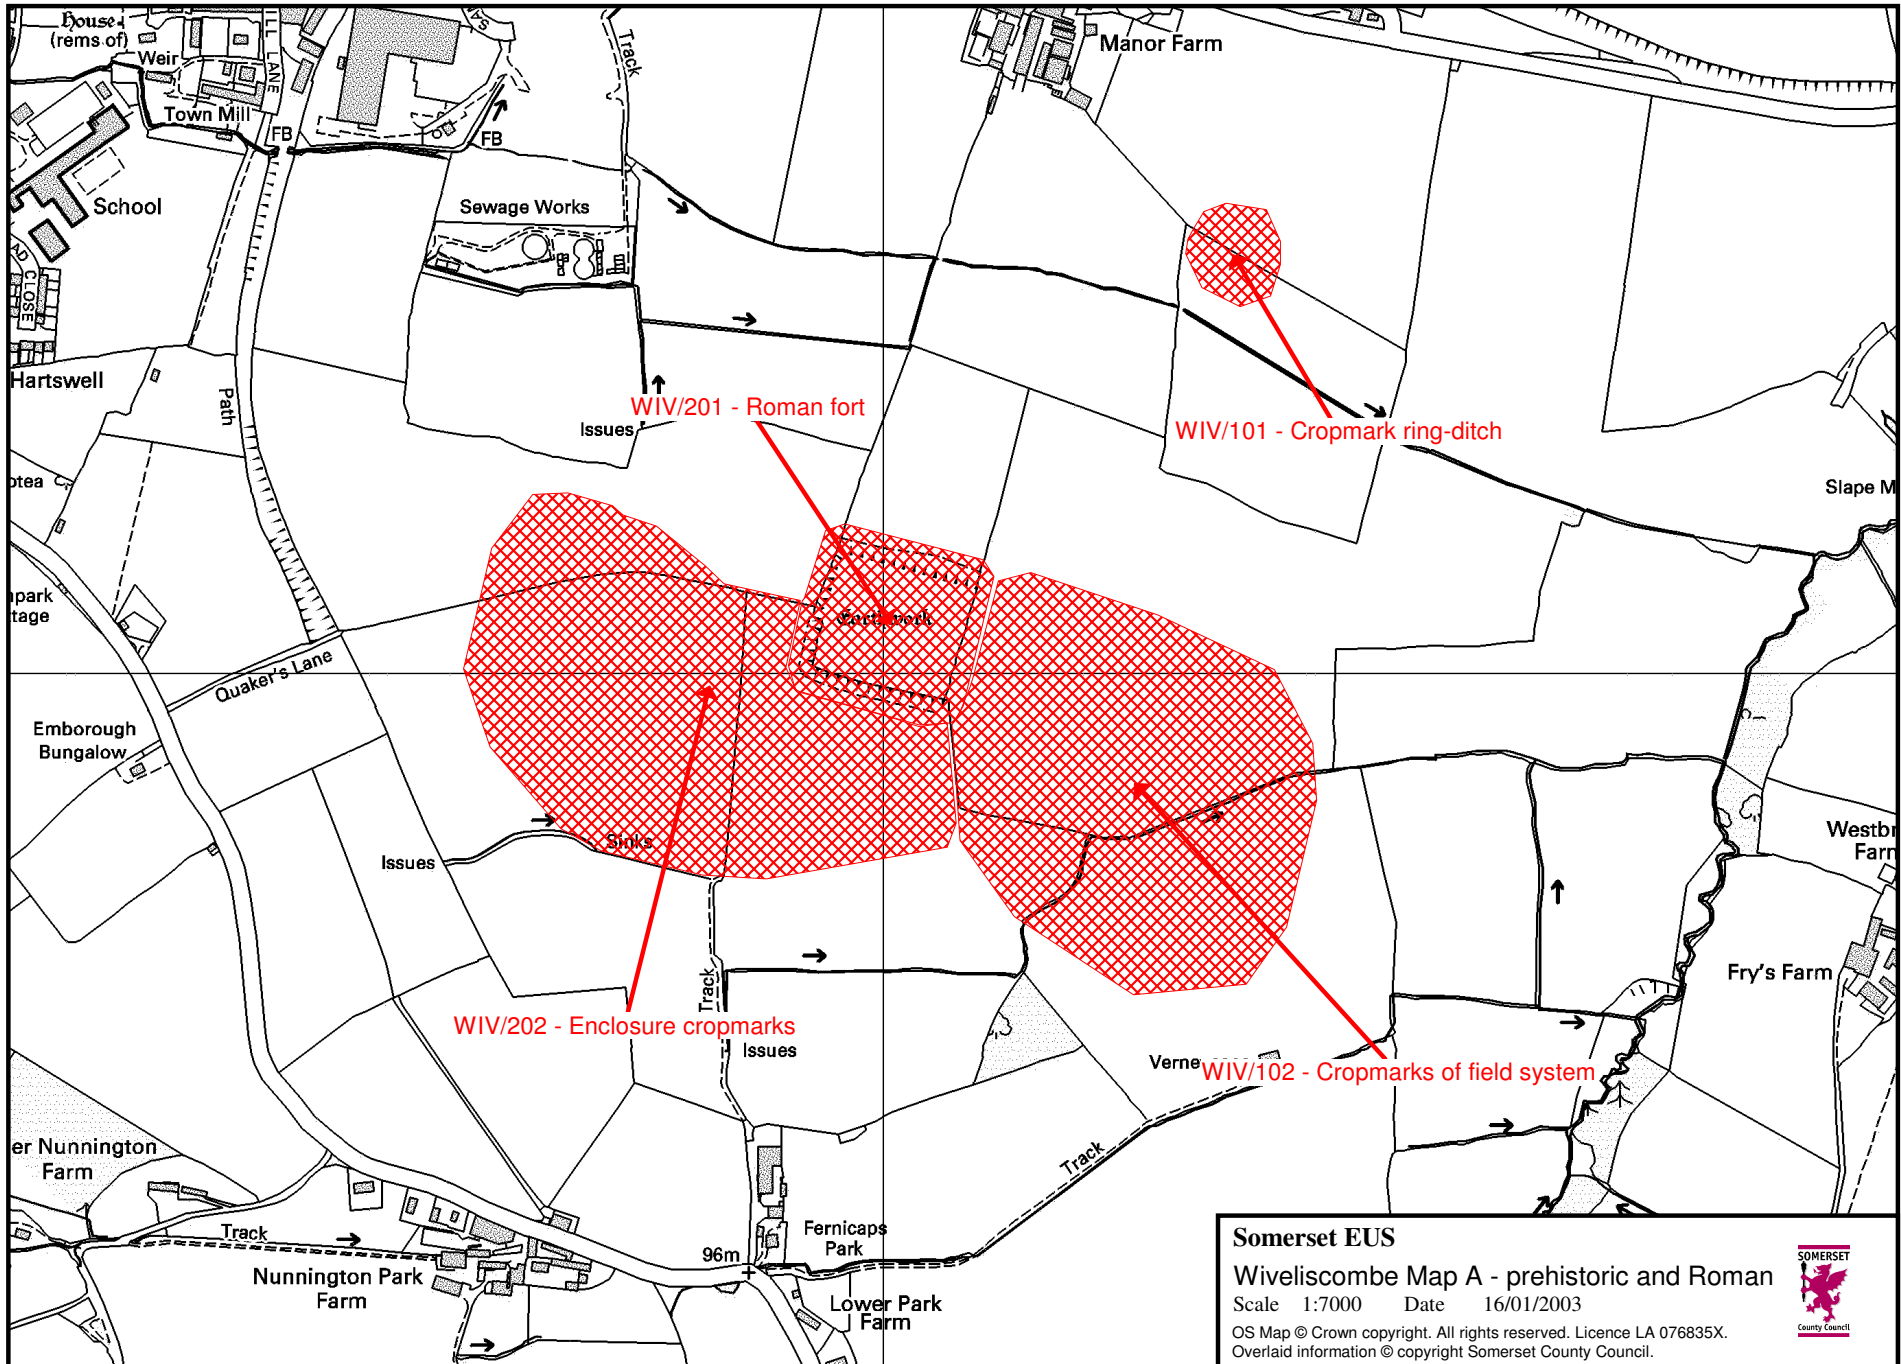 House
(rems of)
Weir
Town Mill
LANE
FB
FB
Track
Manor Farm
School
Sewage Works
CLOSE
Hartswell
Path
Issues
WIV/201 - Roman fort
WIV/101 - Cropmark ring-ditch
Slape M
Earthwork
Quaker's Lane
Emborough
Bungalow
Sinks
Issues
Westbr
Farm
Fry's Farm
Track
WIV/202 - Enclosure cropmarks
Issues
Verne
WIV/102 - Cropmarks of field system
er Nunnington
Farm
Track
Track
Nunnington Park
Farm
96m
Fernicaps
Park
Lower Park
Farm
Somerset EUS
Wiveliscombe Map A - prehistoric and Roman
Scale 1:7000 Date 16/01/2003
OS Map © Crown copyright. All rights reserved. Licence LA 076835X.
Overlaid information © copyright Somerset County Council.
SOMERSET
County Council